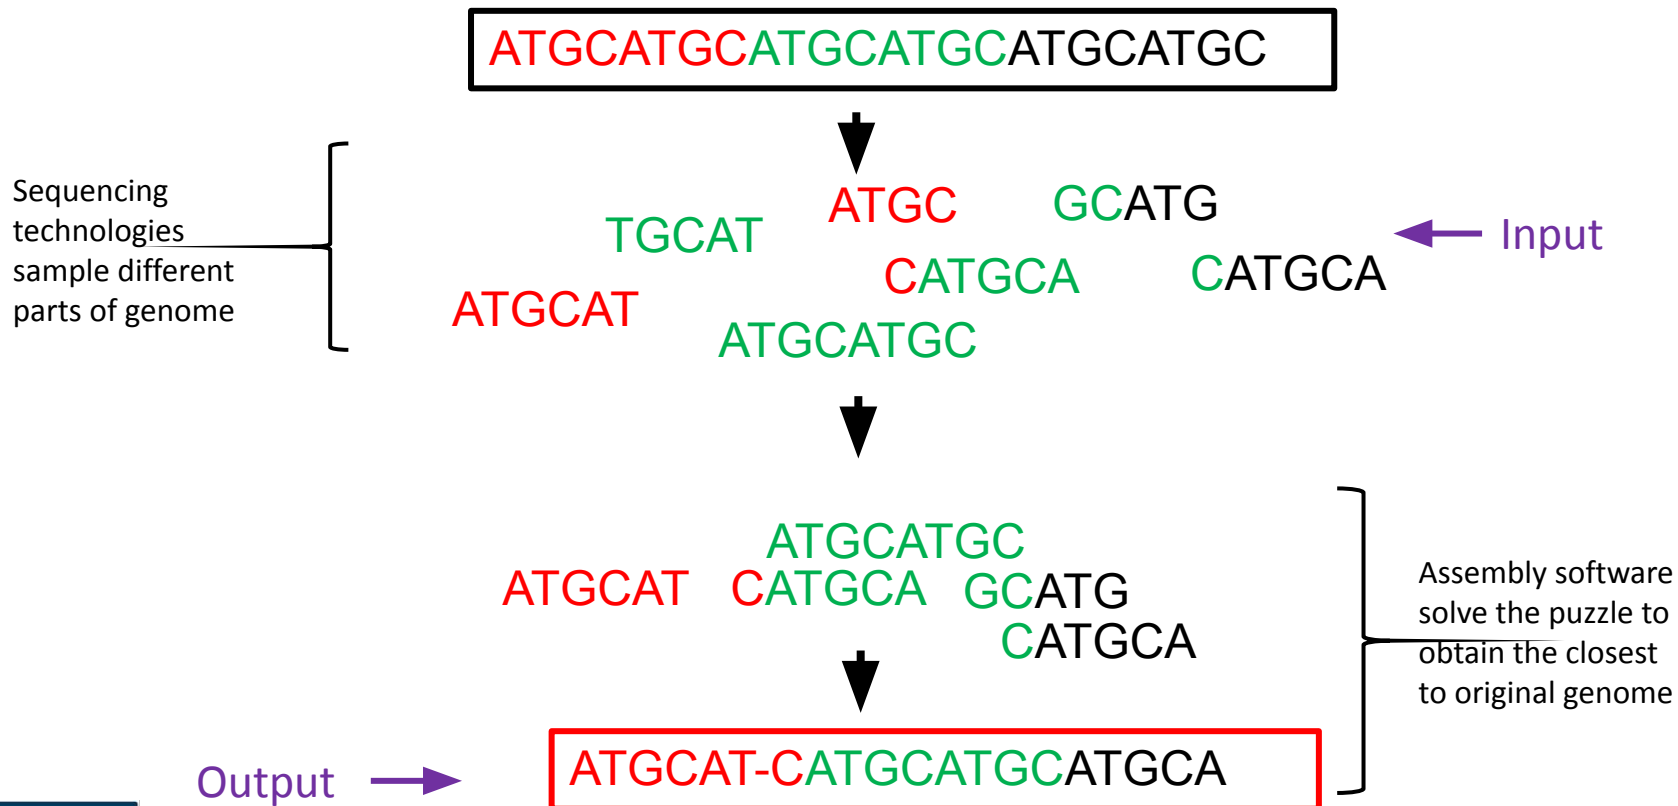 ATGCATGCATGCATGCATGCATGC
Sequencing
technologies
sample different
parts of genome
ATGC
GCATG
TGCAT
Input
CATGCA
CATGCA
ATGCAT
ATGCATGC
ATGCATGC
ATGCAT CATGCA GCATG
CATGCA
Assembly software
solve the puzzle to
obtain the closest
to original genome
Output
ATGCAT-CATGCATGCATGCA